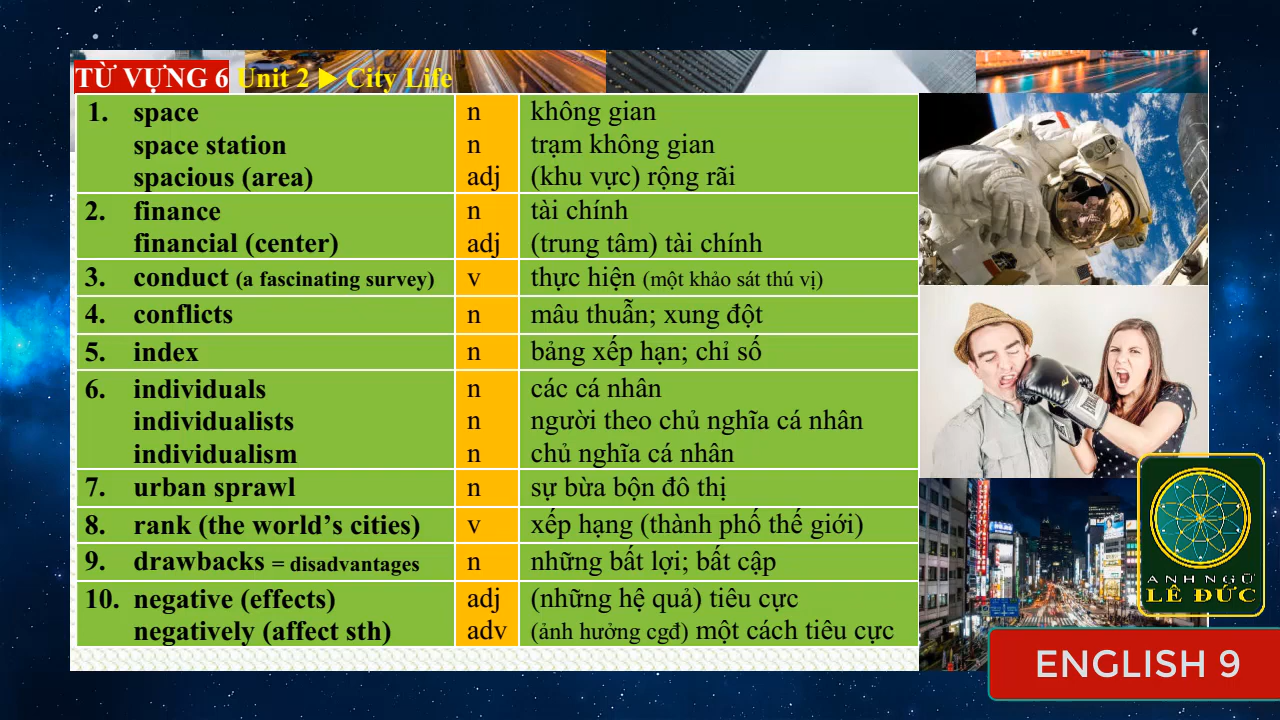 TỪ VỰNG 6 Unit 2 ▶ City Life
1. space n không gian
space station n trạm không gian
spacious (area) adj (khu vực) rộng rãi
2. finance n tài chính
financial (center) adj (trung tâm) tài chính
3. conduct (a fascinating survey) v thực hiện (một khảo sát thú vị)
4. conflicts n mâu thuẫn; xung đột
5. index n bảng xếp hạn; chỉ số
6. individuals n các cá nhân
individualists n người theo chủ nghĩa cá nhân
individualism n chủ nghĩa cá nhân
7. urban sprawl n sự bừa bộn đô thị
8. rank (the world’s cities) v xếp hạng (thành phố thế giới)
9. drawbacks = disadvantages n những bất lợi; bất cập
10. negative (effects) adj (những hệ quả) tiêu cực
negatively (affect sth) adv (ảnh hưởng cgđ) một cách tiêu cực
ANH NGỮ
LÊ ĐỨC
ENGLISH 9